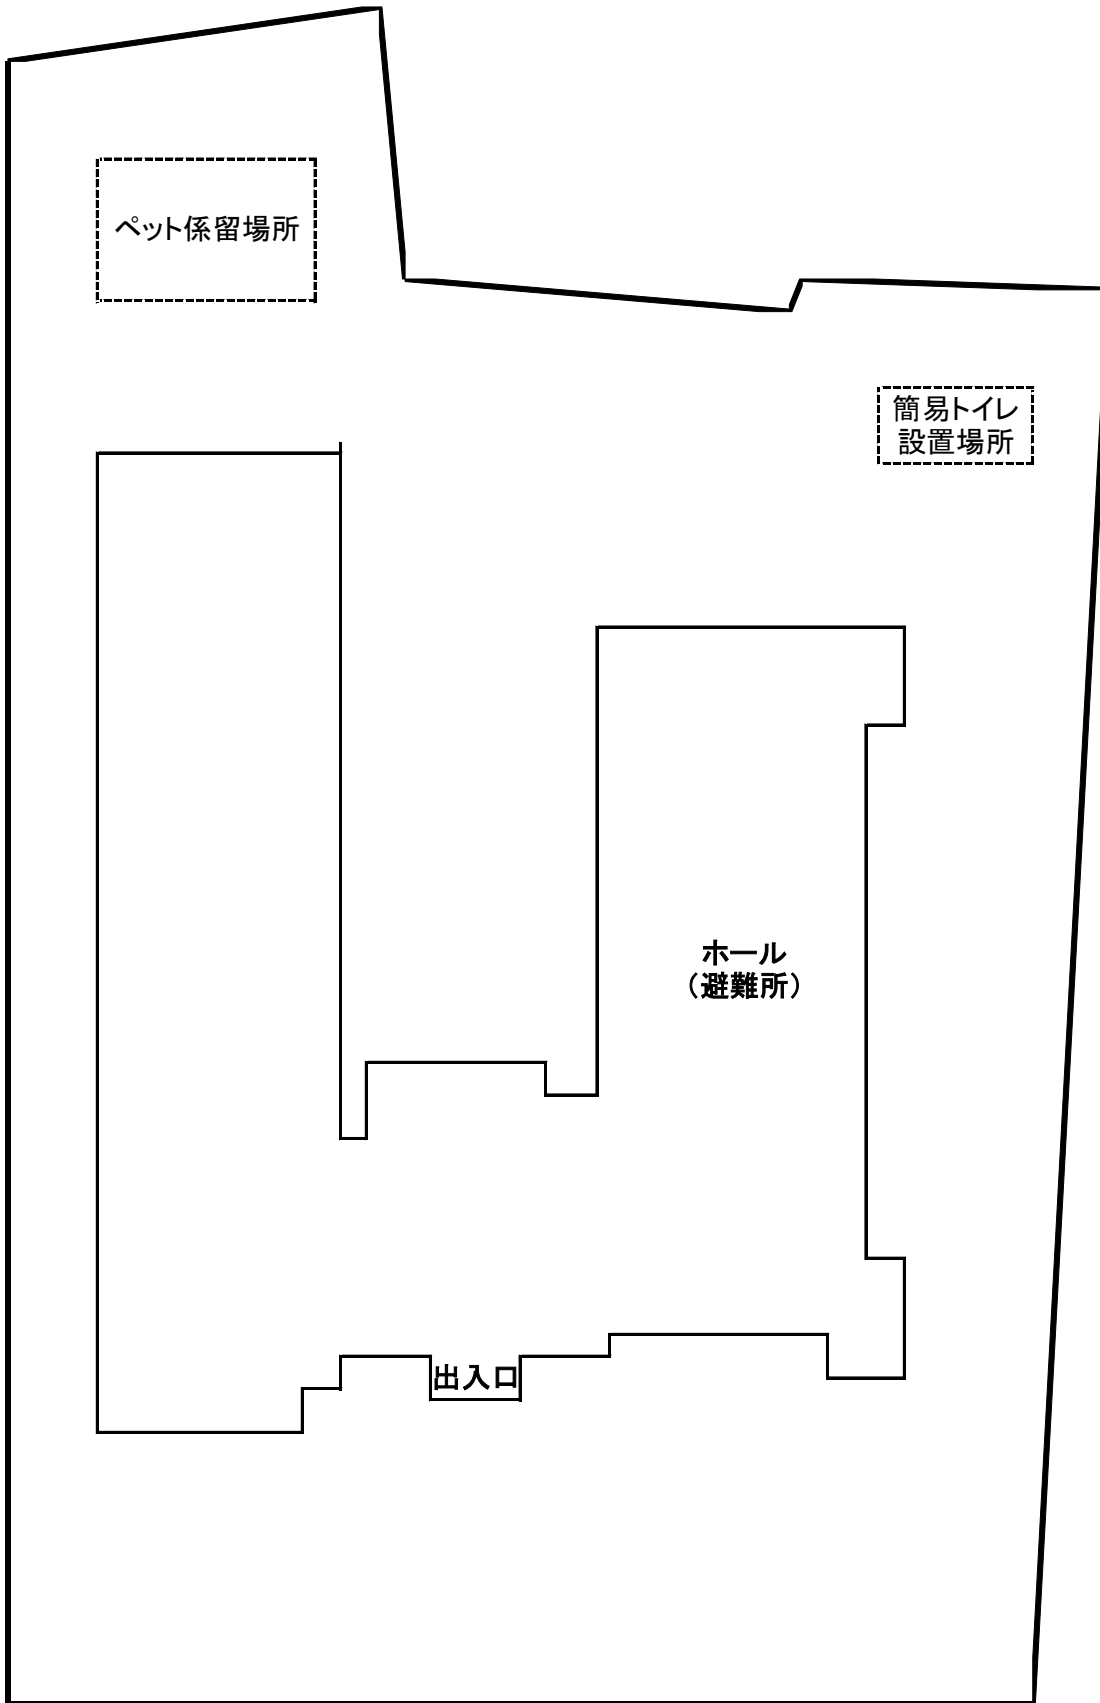 ペット係留場所
簡易トイレ
設置場所
ホール
（避難所）
出入口